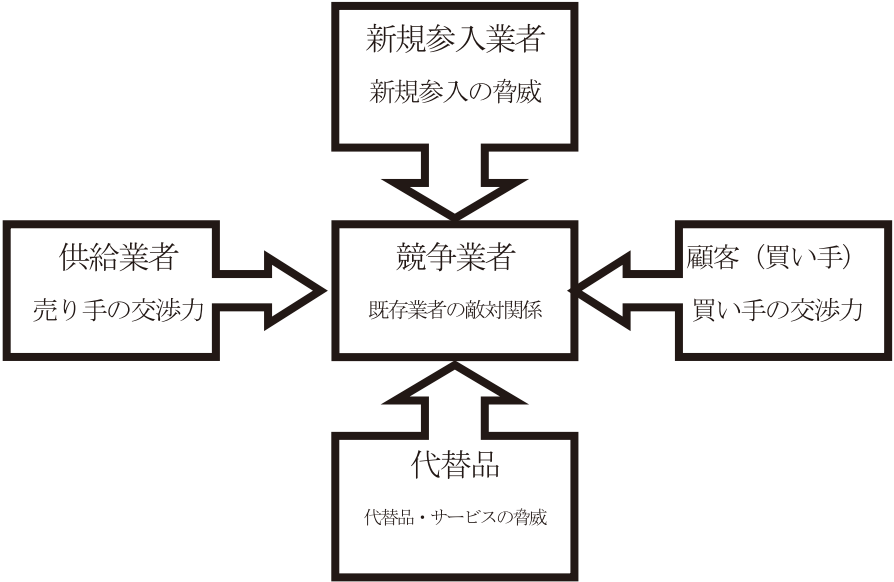 新規参入業者
新規参入の脅威
供給業者
売り手の交渉力
競争業者
既存業者の敵対関係
顧客（買い手）
買い手の交渉力
代替品
代替品・サービスの脅威